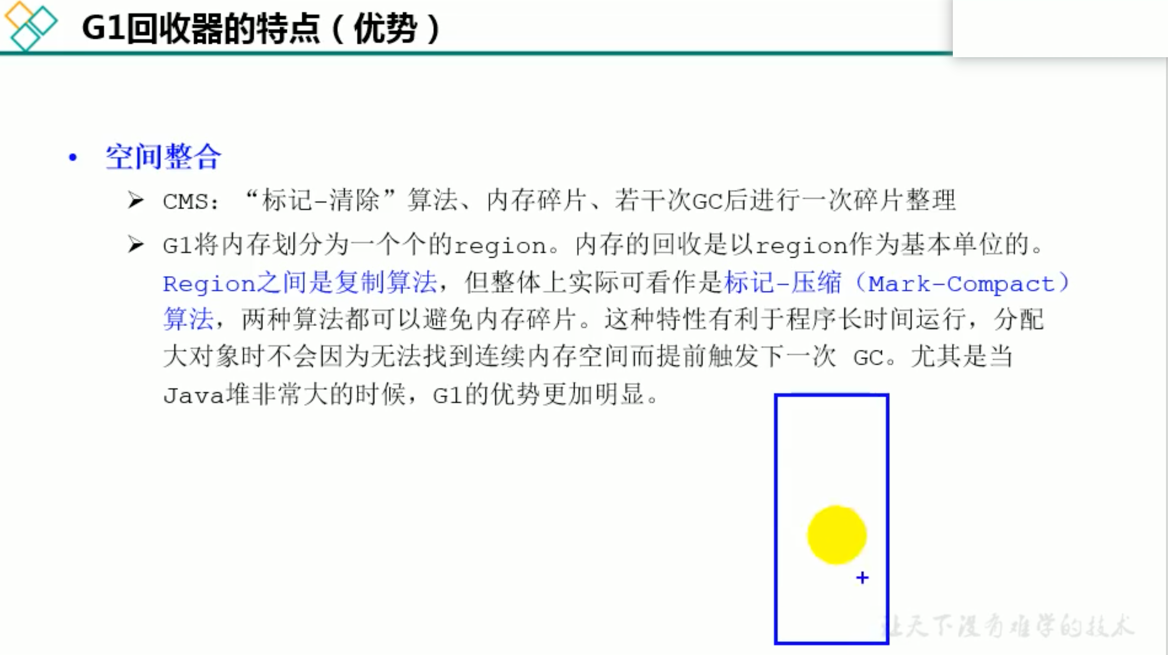 G1回收器的特点（优势）
• 空间整合
➢ CMS：“标记-清除”算法、内存碎片、若干次GC后进行一次碎片整理
➢ G1将内存划分为一个个的region。内存的回收是以region作为基本单位的。
Region之间是复制算法，但整体上实际可看作是标记-压缩（Mark-Compact）
算法，两种算法都可以避免内存碎片。这种特性有利于程序长时间运行，分配
大对象时不会因为无法找到连续内存空间而提前触发下一次 GC。尤其是当
Java堆非常大的时候，G1的优势更加明显。
让天下没有难学的技术